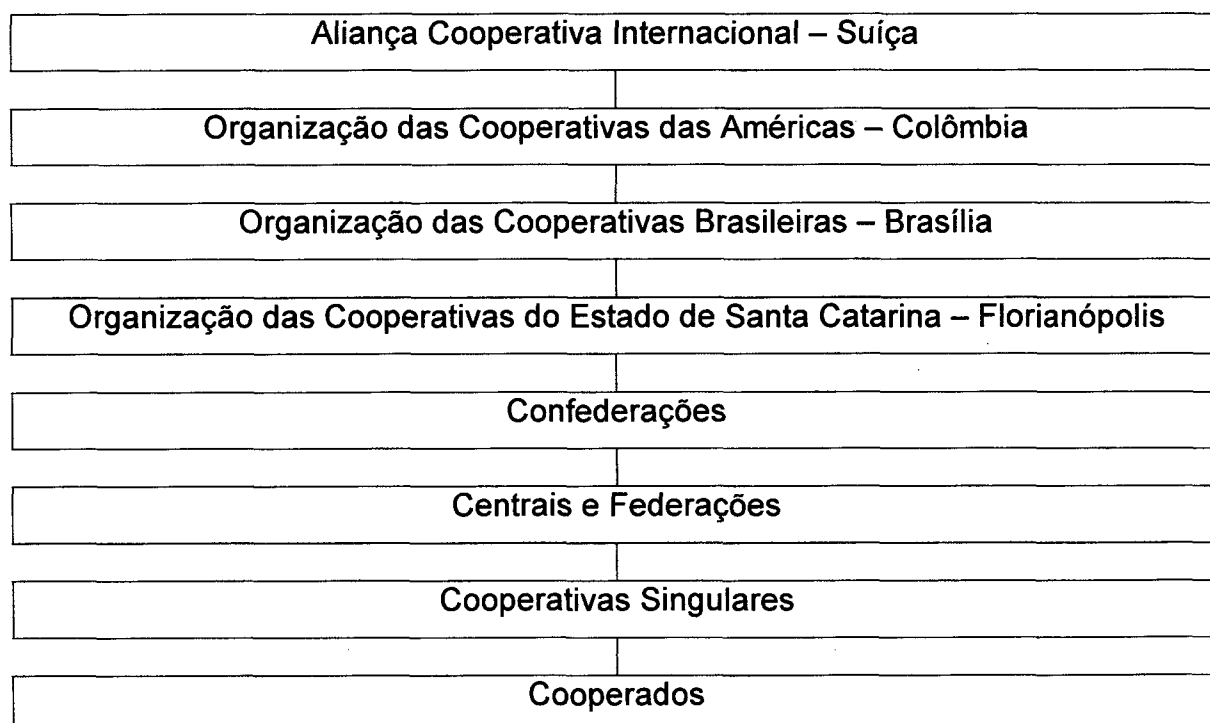 Aliança Cooperativa Internacional – Suíça
Organização das Cooperativas das Américas – Colômbia
Organização das Cooperativas Brasileiras – Brasília
Organização das Cooperativas do Estado de Santa Catarina – Florianópolis
Confederações
Centrais e Federações
Cooperativas Singulares
Cooperados